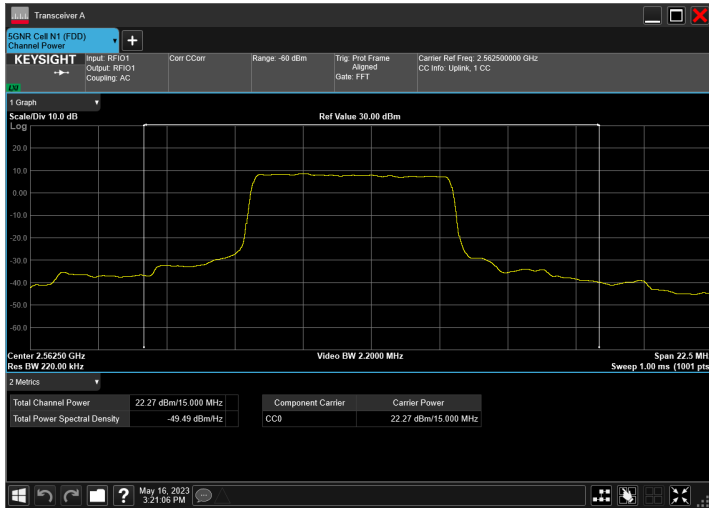 Transceiver A
5GNR Cell N1 (FDD)
Channel Power
KEYSIGHT
LXI
Input: RFIO1
Output: RFIO1
Coupling: AC
Corr CCorr
Range: -60 dBm
Trig: Prot Frame
Aligned
Gate: FFT
Carrier Ref Freq: 2.562500000 GHz
CC Info: Uplink, 1 CC
1 Graph
Scale/Div 10.0 dB
Ref Value 30.00 dBm
Log
20.0
10.0
0.00
-10.0
-20.0
-30.0
-40.0
-50.0
-60.0
Center 2.56250 GHz
Video BW 2.2000 MHz
Span 22.5 MH
Res BW 220.00 kHz
Sweep 1.00 ms (1001 pts
2 Metrics
Total Channel Power 22.27 dBm/15.000 MHz
Total Power Spectral Density -49.49 dBm/Hz
Component Carrier Carrier Power
CC0 22.27 dBm/15.000 MHz
May 16, 2023
3:21:06 PM